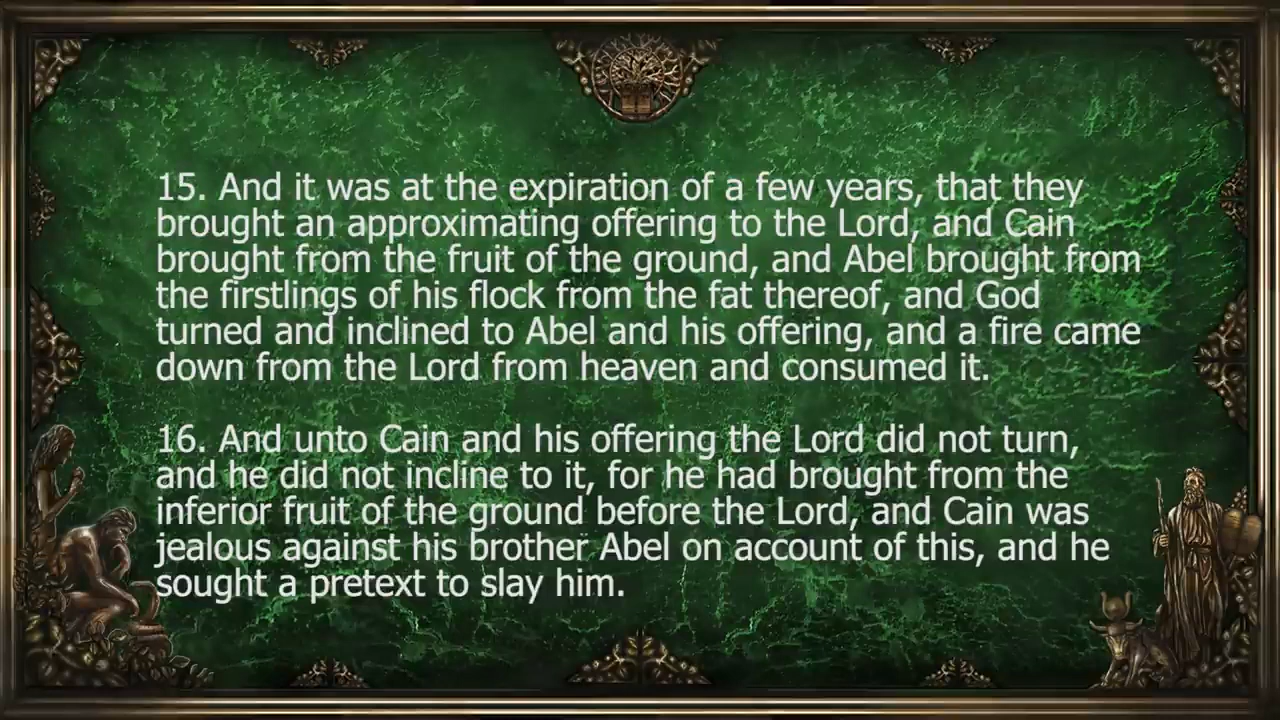 15. And it was at the expiration of a few years, that they
brought an approximating offering to the Lord, and Cain
brought from the fruit of the ground, and Abel brought from
the firstlings of his flock from the fat thereof, and God
turned and inclined to Abel and his offering, and a fire came
down from the Lord from heaven and consumed it.
16. And unto Cain and his offering the Lord did not turn,
and he did not incline to it, for he had brought from the
inferior fruit of the ground before the Lord, and Cain was
jealous against his brother Abel on account of this, and he
sought a pretext to slay him.